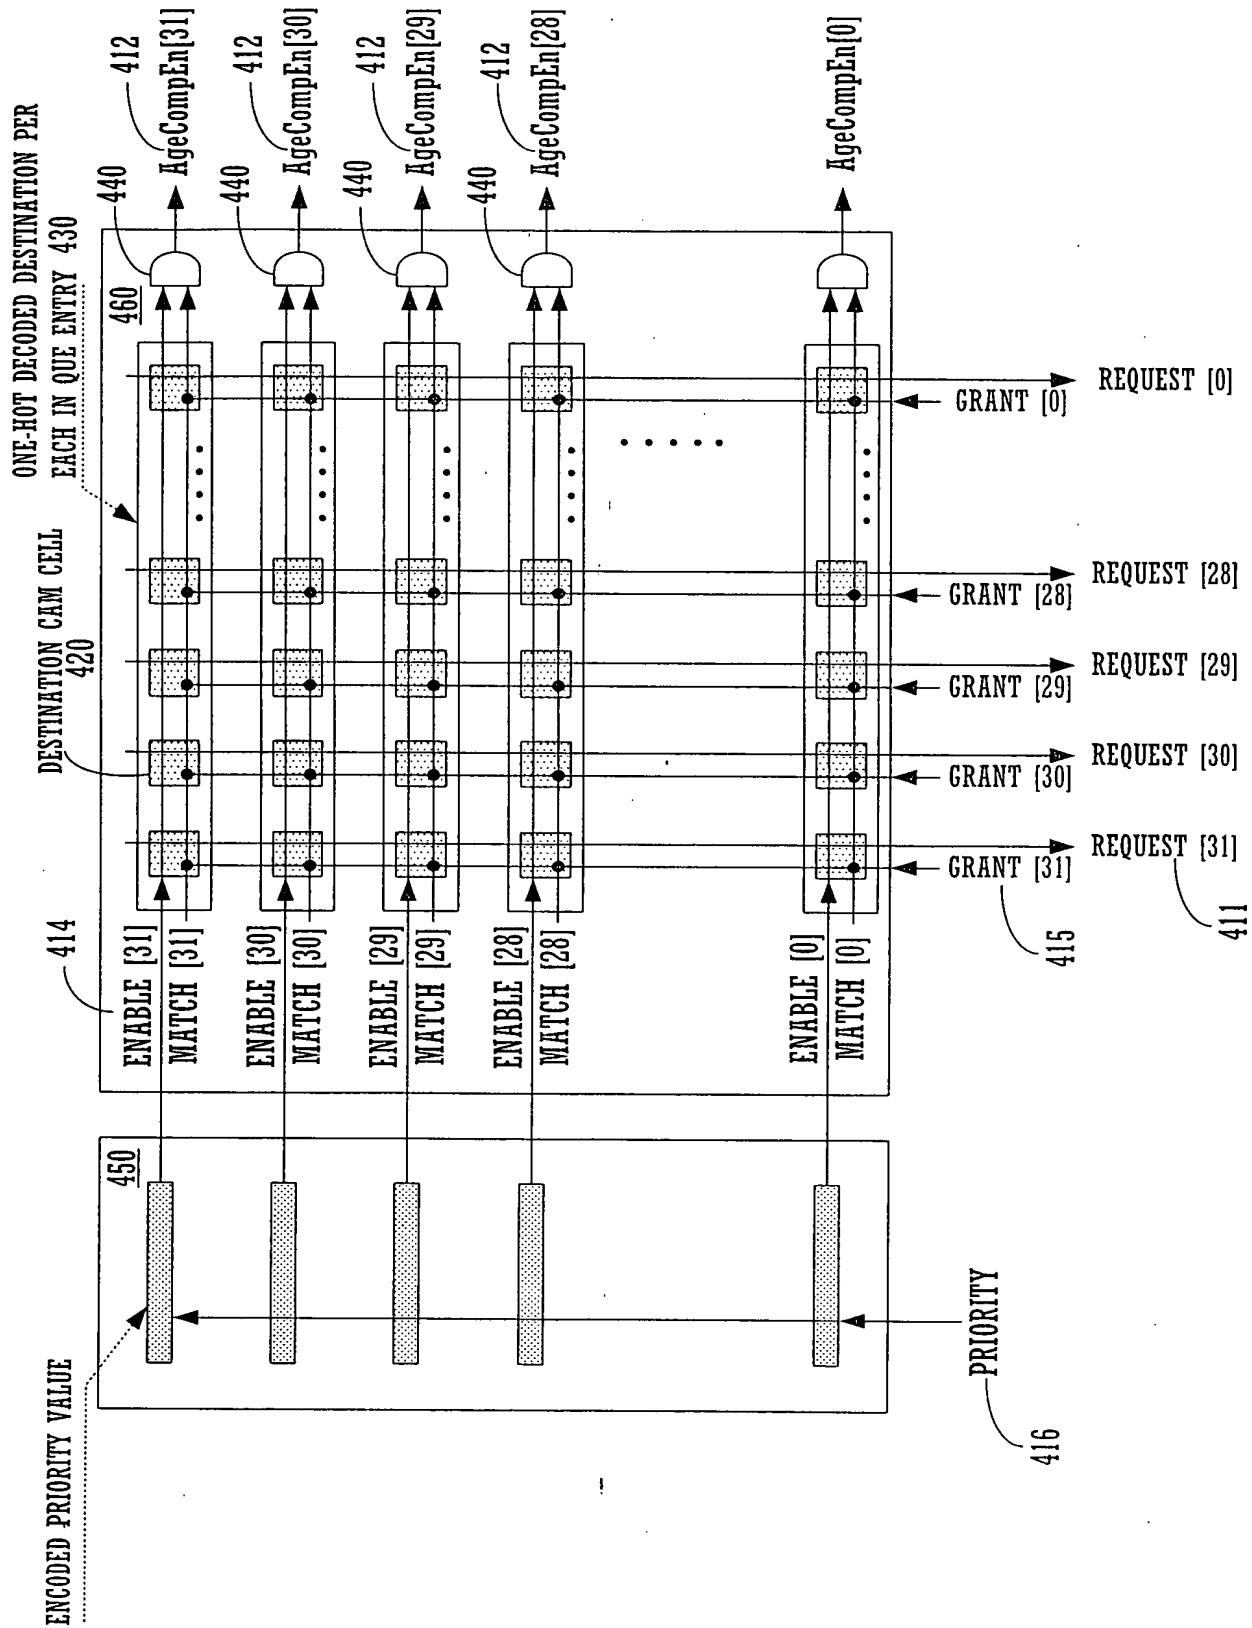 ONE-HOT DECODED DESTINATION PER
EACH IN QUE ENTRY 430
DESTINATION CAM CELL
420
ENCODED PRIORITY VALUE
412
AgeCompEn[31]
440
460
414
ENABLE [31]
MATCH [31]
450
412
AgeCompEn[30]
440
ENABLE [30]
MATCH [30]
412
AgeCompEn[29]
440
ENABLE [29]
MATCH [29]
412
AgeCompEn[28]
440
ENABLE [28]
MATCH [28]
AgeCompEn[0]
ENABLE [0]
MATCH [0]
GRANT [0]
REQUEST [0]
GRANT [28]
REQUEST [28]
GRANT [29]
REQUEST [29]
GRANT [30]
REQUEST [30]
GRANT [31]
REQUEST [31]
415
411
PRIORITY
416